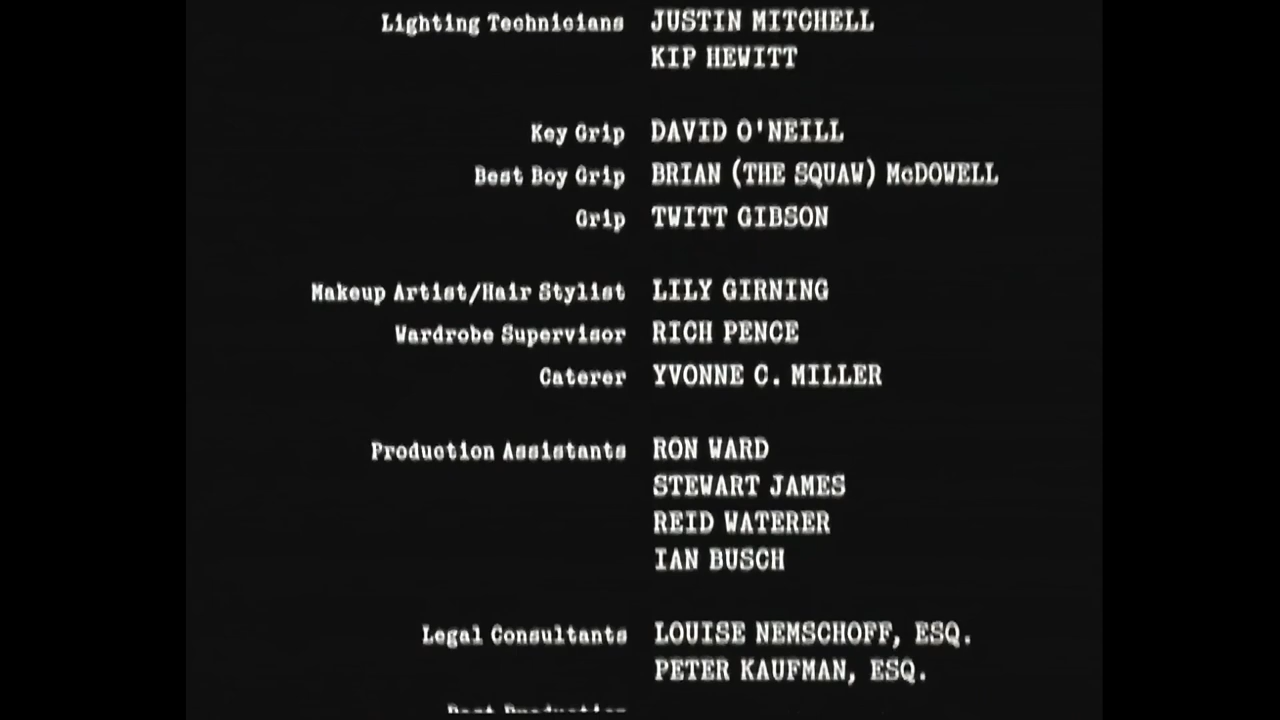 Lighting Technicians JUSTIN MITCHELL
KIP HEWITT
Key Grip DAVID O'NEILL
Best Boy Grip BRIAN (THE SQUAW) McDOWELL
Grip TWITT GIBSON
Makeup Artist/Hair Stylist LILY GIRNING
Wardrobe Supervisor RICH PENCE
Caterer YVONNE C. MILLER
Production Assistants RON WARD
STEWART JAMES
REID WATERER
IAN BUSCH
Legal Consultants LOUISE NEMSCHOFF, ESQ.
PETER KAUFMAN, ESQ.